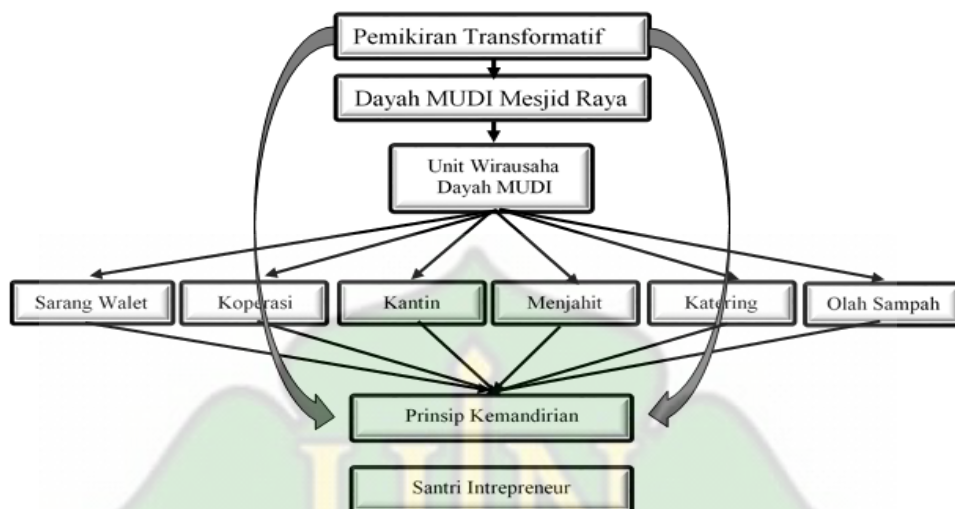 Pemikiran Transformatif
Dayah MUDI Mesjid Raya
Unit Wirausaha
Dayah MUDI
Sarang Walet
Koperasi
Kantin
Menjahit
Katering
Olah Sampah
Prinsip Kemandirian
UIN
Santri Intrepreneur